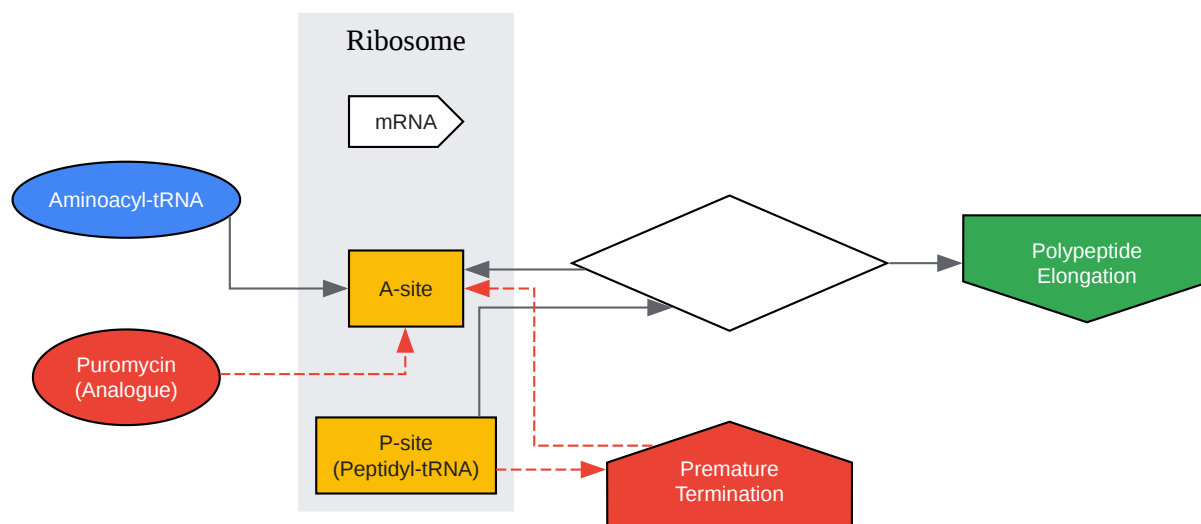 Ribosome
mRNA
Aminoacyl-tRNA
A-site
Polypeptide
Elongation
Puromycin
(Analogue)
P-site
(Peptidyl-tRNA)
Premature
Termination